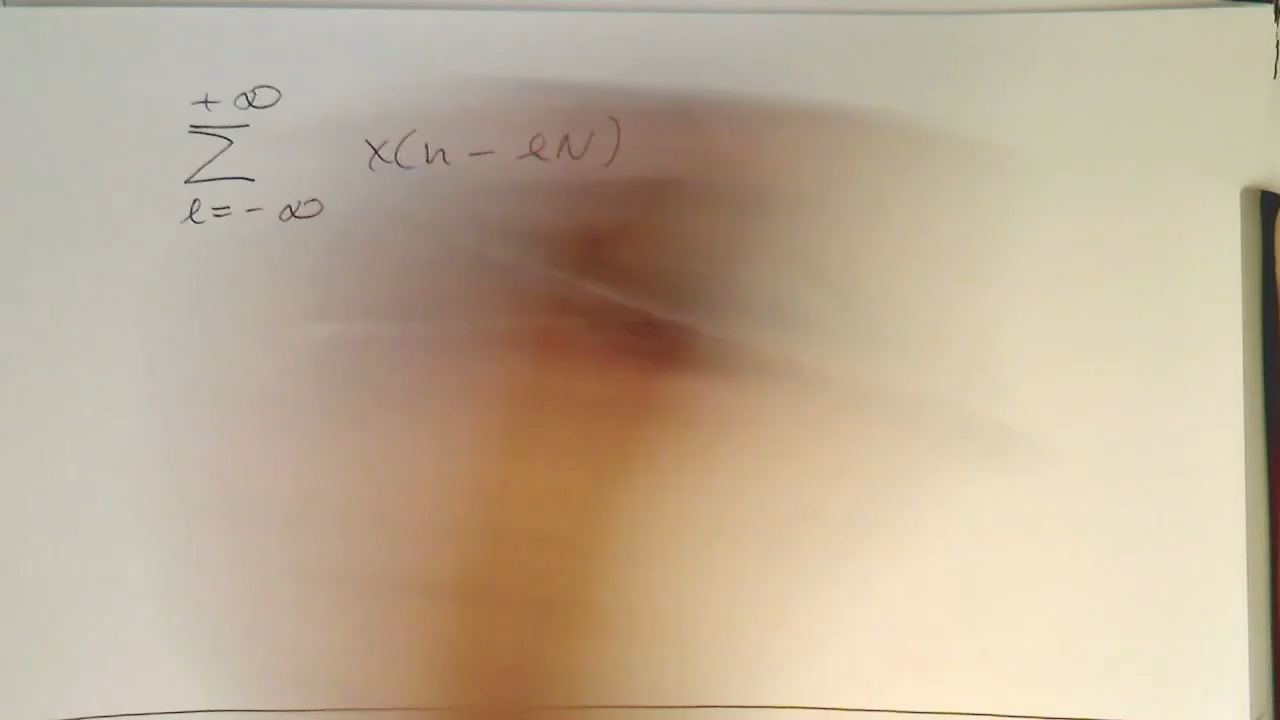 + ∞
∑ x(n - lN)
l = - ∞